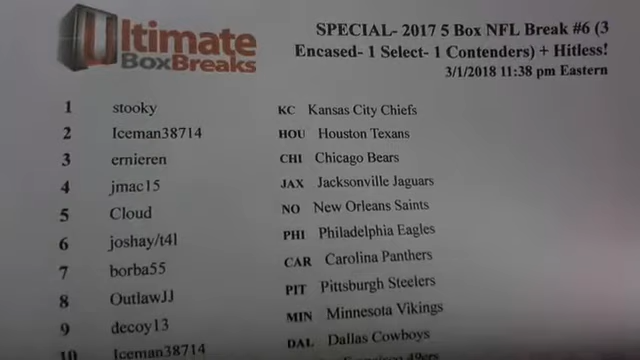 Ultimate
BoxBreaks
SPECIAL- 2017 5 Box NFL Break #6 (3
Encased- 1 Select- 1 Contenders) + Hitless!
3/1/2018 11:38 pm Eastern
1 stooky KC Kansas City Chiefs
2 Iceman38714 HOU Houston Texans
3 ernieren CHI Chicago Bears
4 jmac15 JAX Jacksonville Jaguars
5 Cloud NO New Orleans Saints
6 joshay/t4l PHI Philadelphia Eagles
7 borba55 CAR Carolina Panthers
8 OutlawJJ PIT Pittsburgh Steelers
9 decoy13 MIN Minnesota Vikings
10 Iceman38714 DAL Dallas Cowboys
49ers